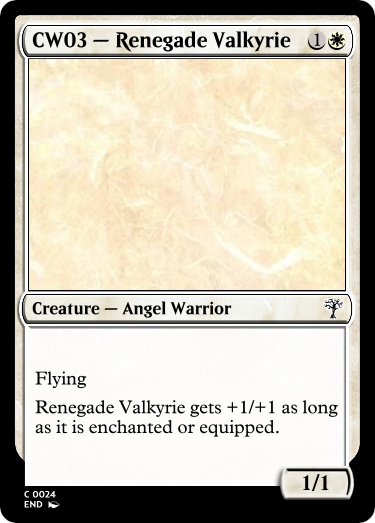 CW03 — Renegade Valkyrie 1
Creature — Angel Warrior
Flying
Renegade Valkyrie gets +1/+1 as long
as it is enchanted or equipped.
1/1
C 0024
END